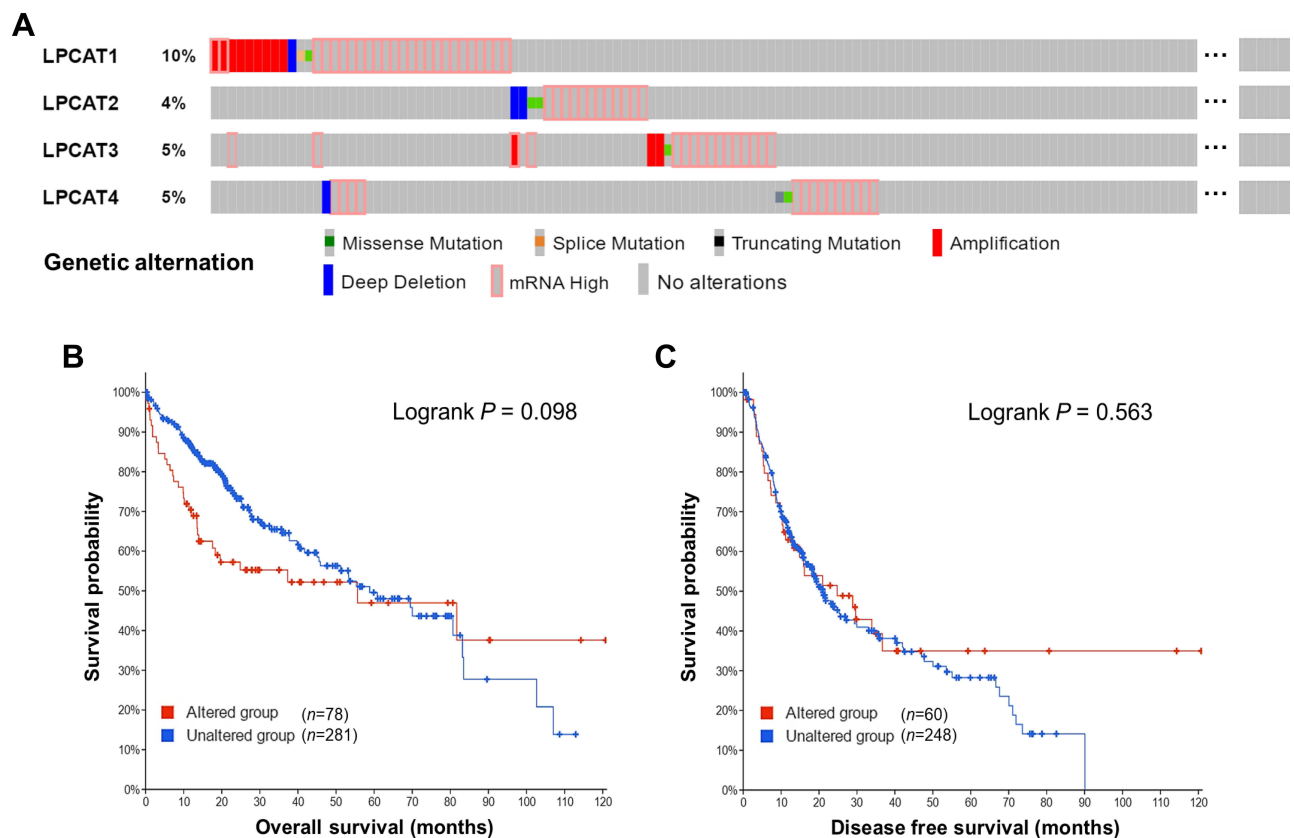 A
LPCAT1 10% ...
LPCAT2 4% ...
LPCAT3 5% ...
LPCAT4 5% ...
Genetic alternation
Missense Mutation Splice Mutation Truncating Mutation Amplification
Deep Deletion mRNA High No alterations
B
Logrank P = 0.098
Survival probability
100%
90%
80%
70%
60%
50%
40%
30%
20%
10%
0%
Altered group (n=78)
Unaltered group (n=281)
0 10 20 30 40 50 60 70 80 90 100 110 120
Overall survival (months)
C
Logrank P = 0.563
Survival probability
100%
90%
80%
70%
60%
50%
40%
30%
20%
10%
0%
Altered group (n=60)
Unaltered group (n=248)
0 10 20 30 40 50 60 70 80 90 100 110 120
Disease free survival (months)